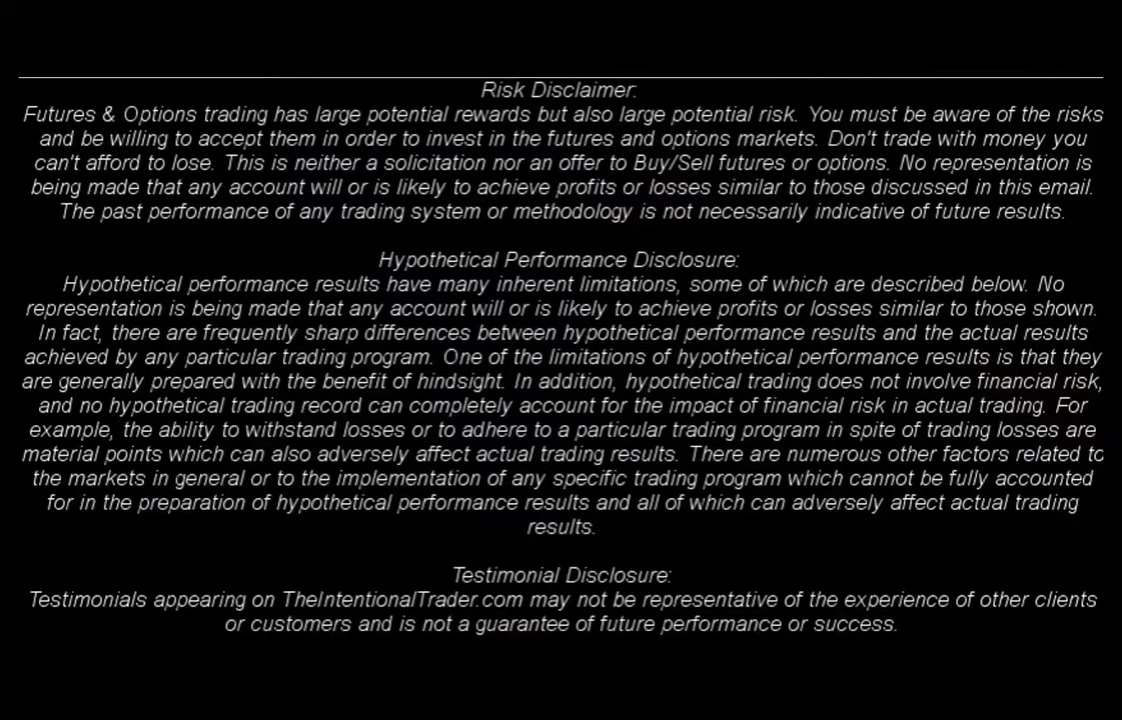 Risk Disclaimer:
Futures & Options trading has large potential rewards but also large potential risk. You must be aware of the risks
and be willing to accept them in order to invest in the futures and options markets. Don't trade with money you
can't afford to lose. This is neither a solicitation nor an offer to Buy/Sell futures or options. No representation is
being made that any account will or is likely to achieve profits or losses similar to those discussed in this email.
The past performance of any trading system or methodology is not necessarily indicative of future results.
Hypothetical Performance Disclosure:
Hypothetical performance results have many inherent limitations, some of which are described below. No
representation is being made that any account will or is likely to achieve profits or losses similar to those shown.
In fact, there are frequently sharp differences between hypothetical performance results and the actual results
achieved by any particular trading program. One of the limitations of hypothetical performance results is that they
are generally prepared with the benefit of hindsight. In addition, hypothetical trading does not involve financial risk,
and no hypothetical trading record can completely account for the impact of financial risk in actual trading. For
example, the ability to withstand losses or to adhere to a particular trading program in spite of trading losses are
material points which can also adversely affect actual trading results. There are numerous other factors related to
the markets in general or to the implementation of any specific trading program which cannot be fully accounted
for in the preparation of hypothetical performance results and all of which can adversely affect actual trading
results.
Testimonial Disclosure:
Testimonials appearing on TheIntentionalTrader.com may not be representative of the experience of other clients
or customers and is not a guarantee of future performance or success.